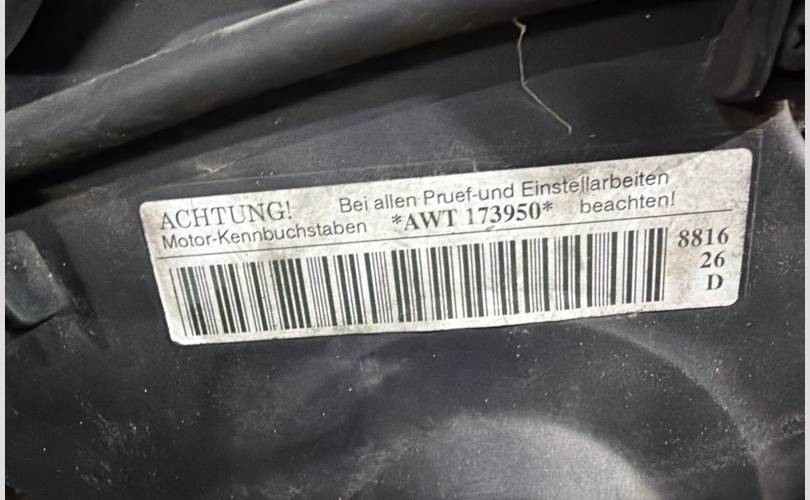 ACHTUNG! Bei allen Pruef-und Einstellarbeiten
Motor-Kennbuchstaben *AWT 173950* beachten!
8816
26
D